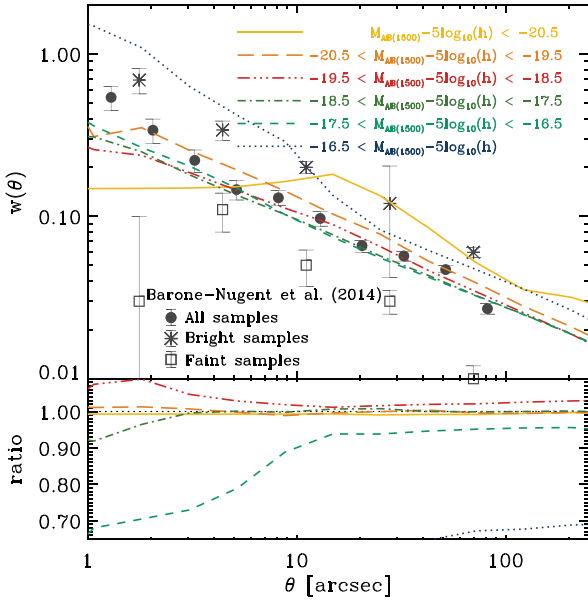 1.00
0.10
0.01
w(θ)
M_AB(1500)−5log₁₀(h) < −20.5
−20.5 < M_AB(1500)−5log₁₀(h) < −19.5
−19.5 < M_AB(1500)−5log₁₀(h) < −18.5
−18.5 < M_AB(1500)−5log₁₀(h) < −17.5
−17.5 < M_AB(1500)−5log₁₀(h) < −16.5
−16.5 < M_AB(1500)−5log₁₀(h)
Barone−Nugent et al. (2014)
All samples
Bright samples
Faint samples
1.00
0.90
0.80
0.70
ratio
1 10 100
θ [arcsec]